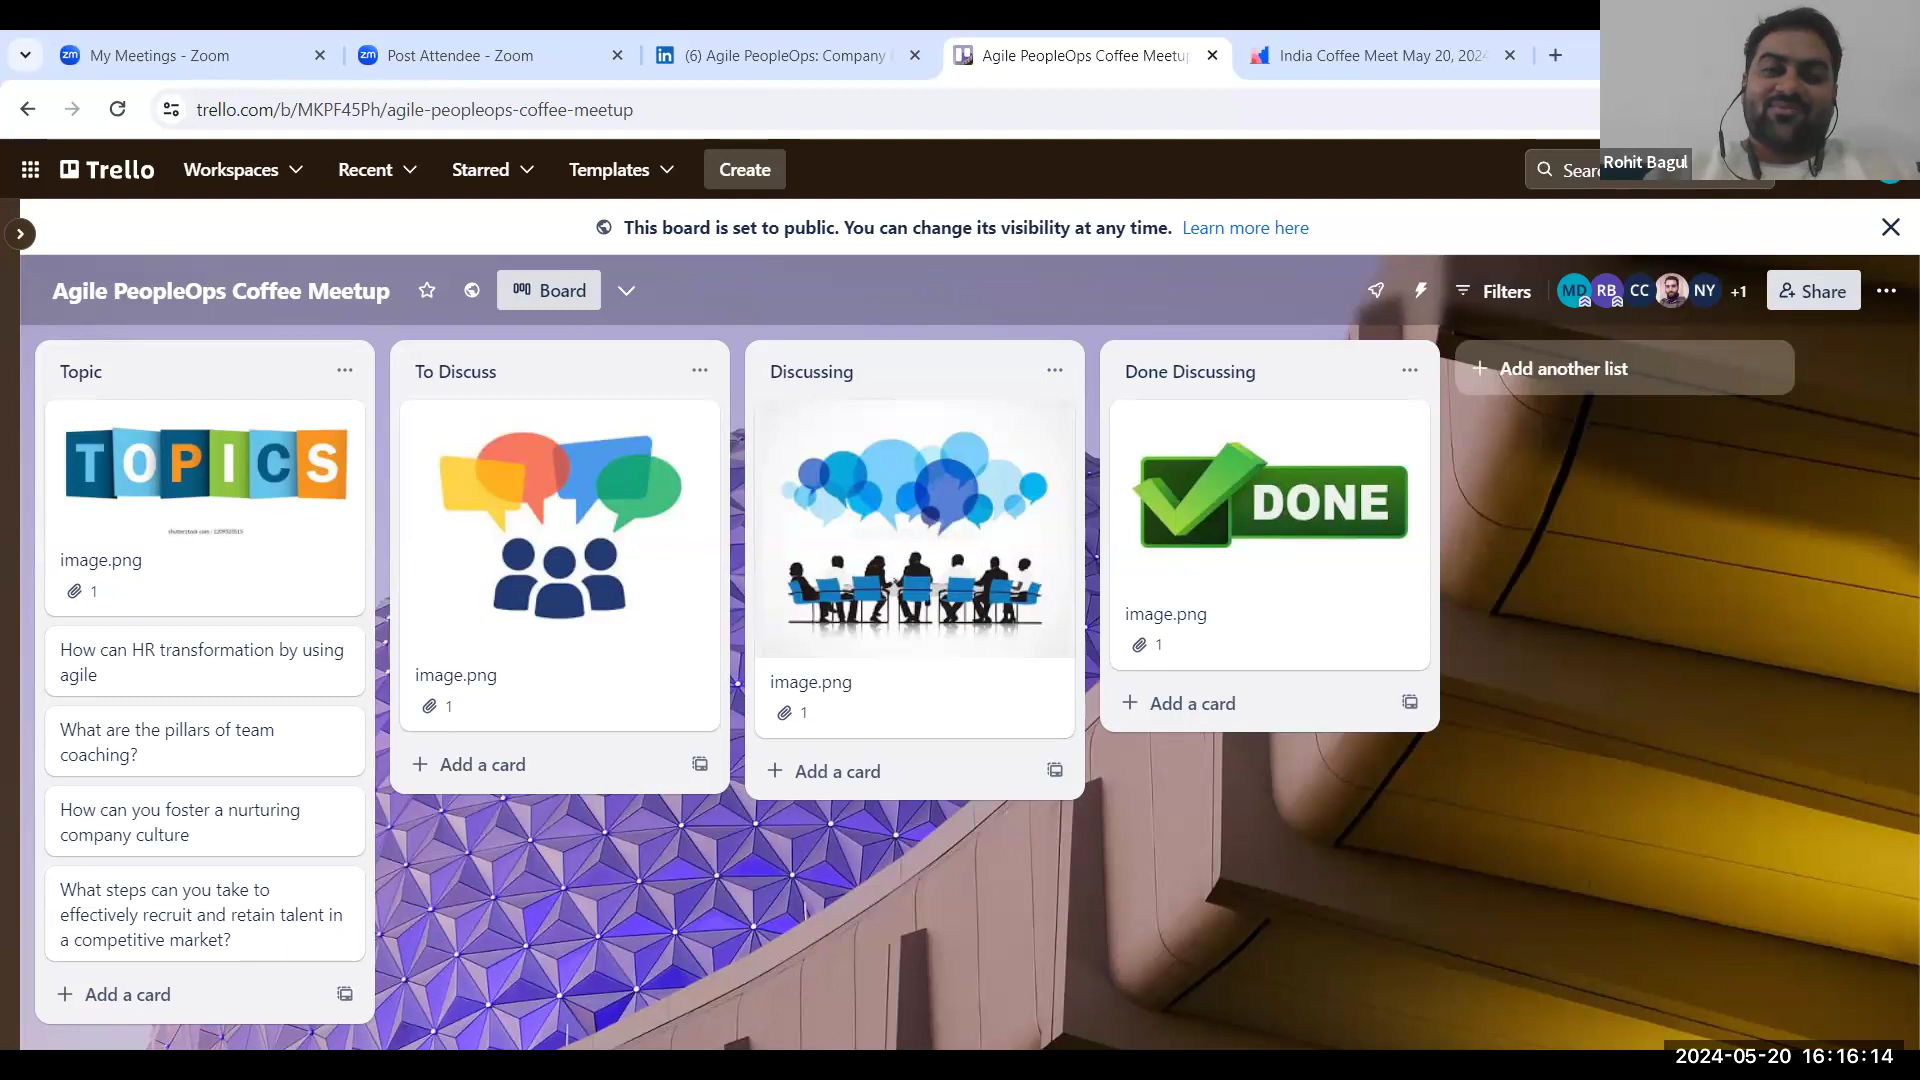 My Meetings - Zoom
Post Attendee - Zoom
(6) Agile PeopleOps: Company
Agile PeopleOps Coffee Meetup
India Coffee Meet May 20, 2024
trello.com/b/MKPF45Ph/agile-peopleops-coffee-meetup
Rohit Bagul
Trello
Workspaces
Recent
Starred
Templates
Create
Sear
This board is set to public. You can change its visibility at any time. Learn more here
Agile PeopleOps Coffee Meetup
Board
Filters
MD
RB
CC
NY
+1
Share
Topic
TOPICS
shutterstock.com · 1209320515
image.png
1
How can HR transformation by using
agile
What are the pillars of team
coaching?
How can you foster a nurturing
company culture
What steps can you take to
effectively recruit and retain talent in
a competitive market?
+ Add a card
To Discuss
image.png
1
+ Add a card
Discussing
image.png
1
+ Add a card
Done Discussing
DONE
image.png
1
+ Add a card
+ Add another list
2024-05-20 16:16:14